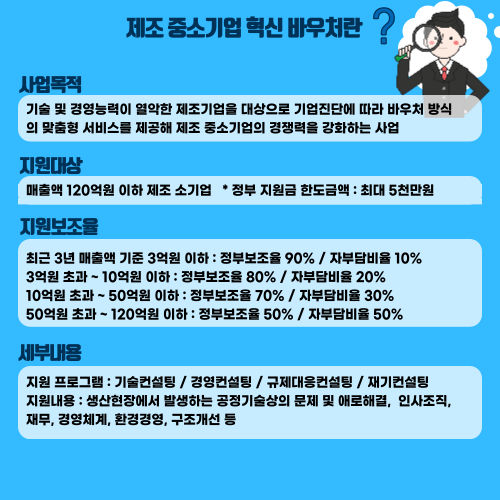 제조 중소기업 혁신 바우처란 ?
사업목적
기술 및 경영능력이 열악한 제조기업을 대상으로 기업진단에 따라 바우처 방식
의 맞춤형 서비스를 제공해 제조 중소기업의 경쟁력을 강화하는 사업
지원대상
매출액 120억원 이하 제조 소기업 * 정부 지원금 한도금액 : 최대 5천만원
지원보조율
최근 3년 매출액 기준 3억원 이하 : 정부보조율 90% / 자부담비율 10%
3억원 초과 ~ 10억원 이하 : 정부보조율 80% / 자부담비율 20%
10억원 초과 ~ 50억원 이하 : 정부보조율 70% / 자부담비율 30%
50억원 초과 ~ 120억원 이하 : 정부보조율 50% / 자부담비율 50%
세부내용
지원 프로그램 : 기술컨설팅 / 경영컨설팅 / 규제대응컨설팅 / 재기컨설팅
지원내용 : 생산현장에서 발생하는 공정기술상의 문제 및 애로해결, 인사조직,
재무, 경영체계, 환경경영, 구조개선 등